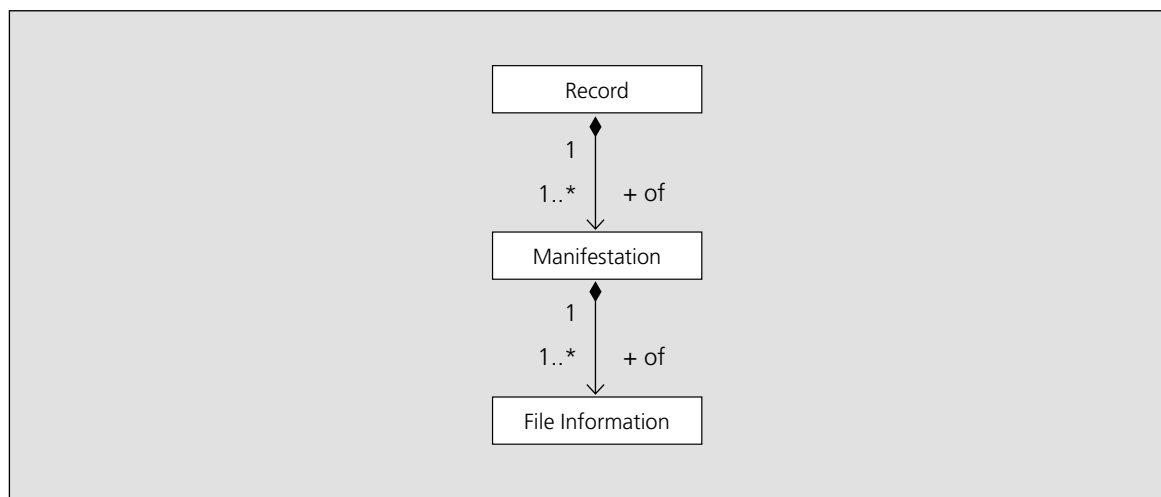 Record
1
1..* + of
Manifestation
1
1..* + of
File Information